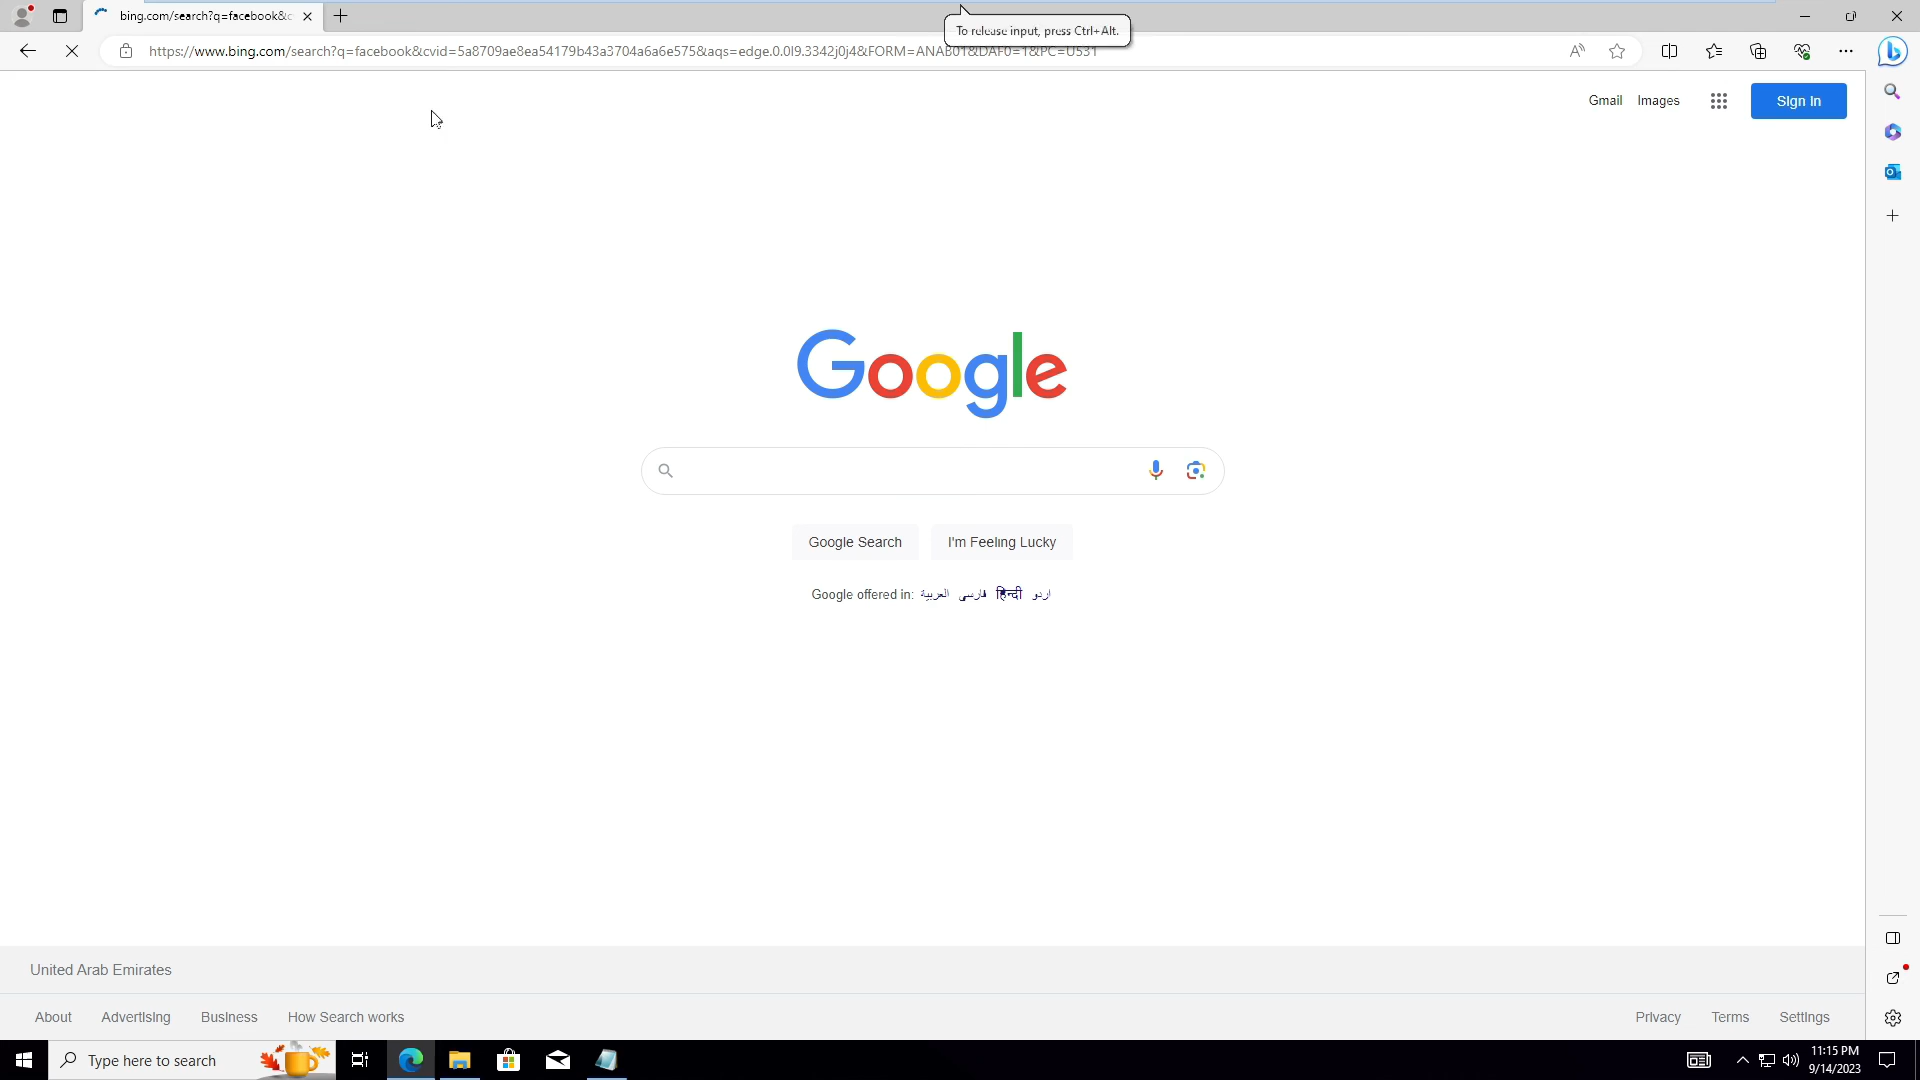 bing.com/search?q=facebook&c
To release input, press Ctrl+Alt.
https://www.bing.com/search?q=facebook&cvid=5a8709ae8ea54179b43a3704a6a6e575&aqs=edge.0.0l9.3342j0j4&FORM=ANAB01&DAF0=1&PC=U531
Gmail Images Sign in
Google
Google Search I'm Feeling Lucky
Google offered in: العربية فارسی हिन्दी اردو
United Arab Emirates
About Advertising Business How Search works Privacy Terms Settings
Type here to search
11:15 PM
9/14/2023